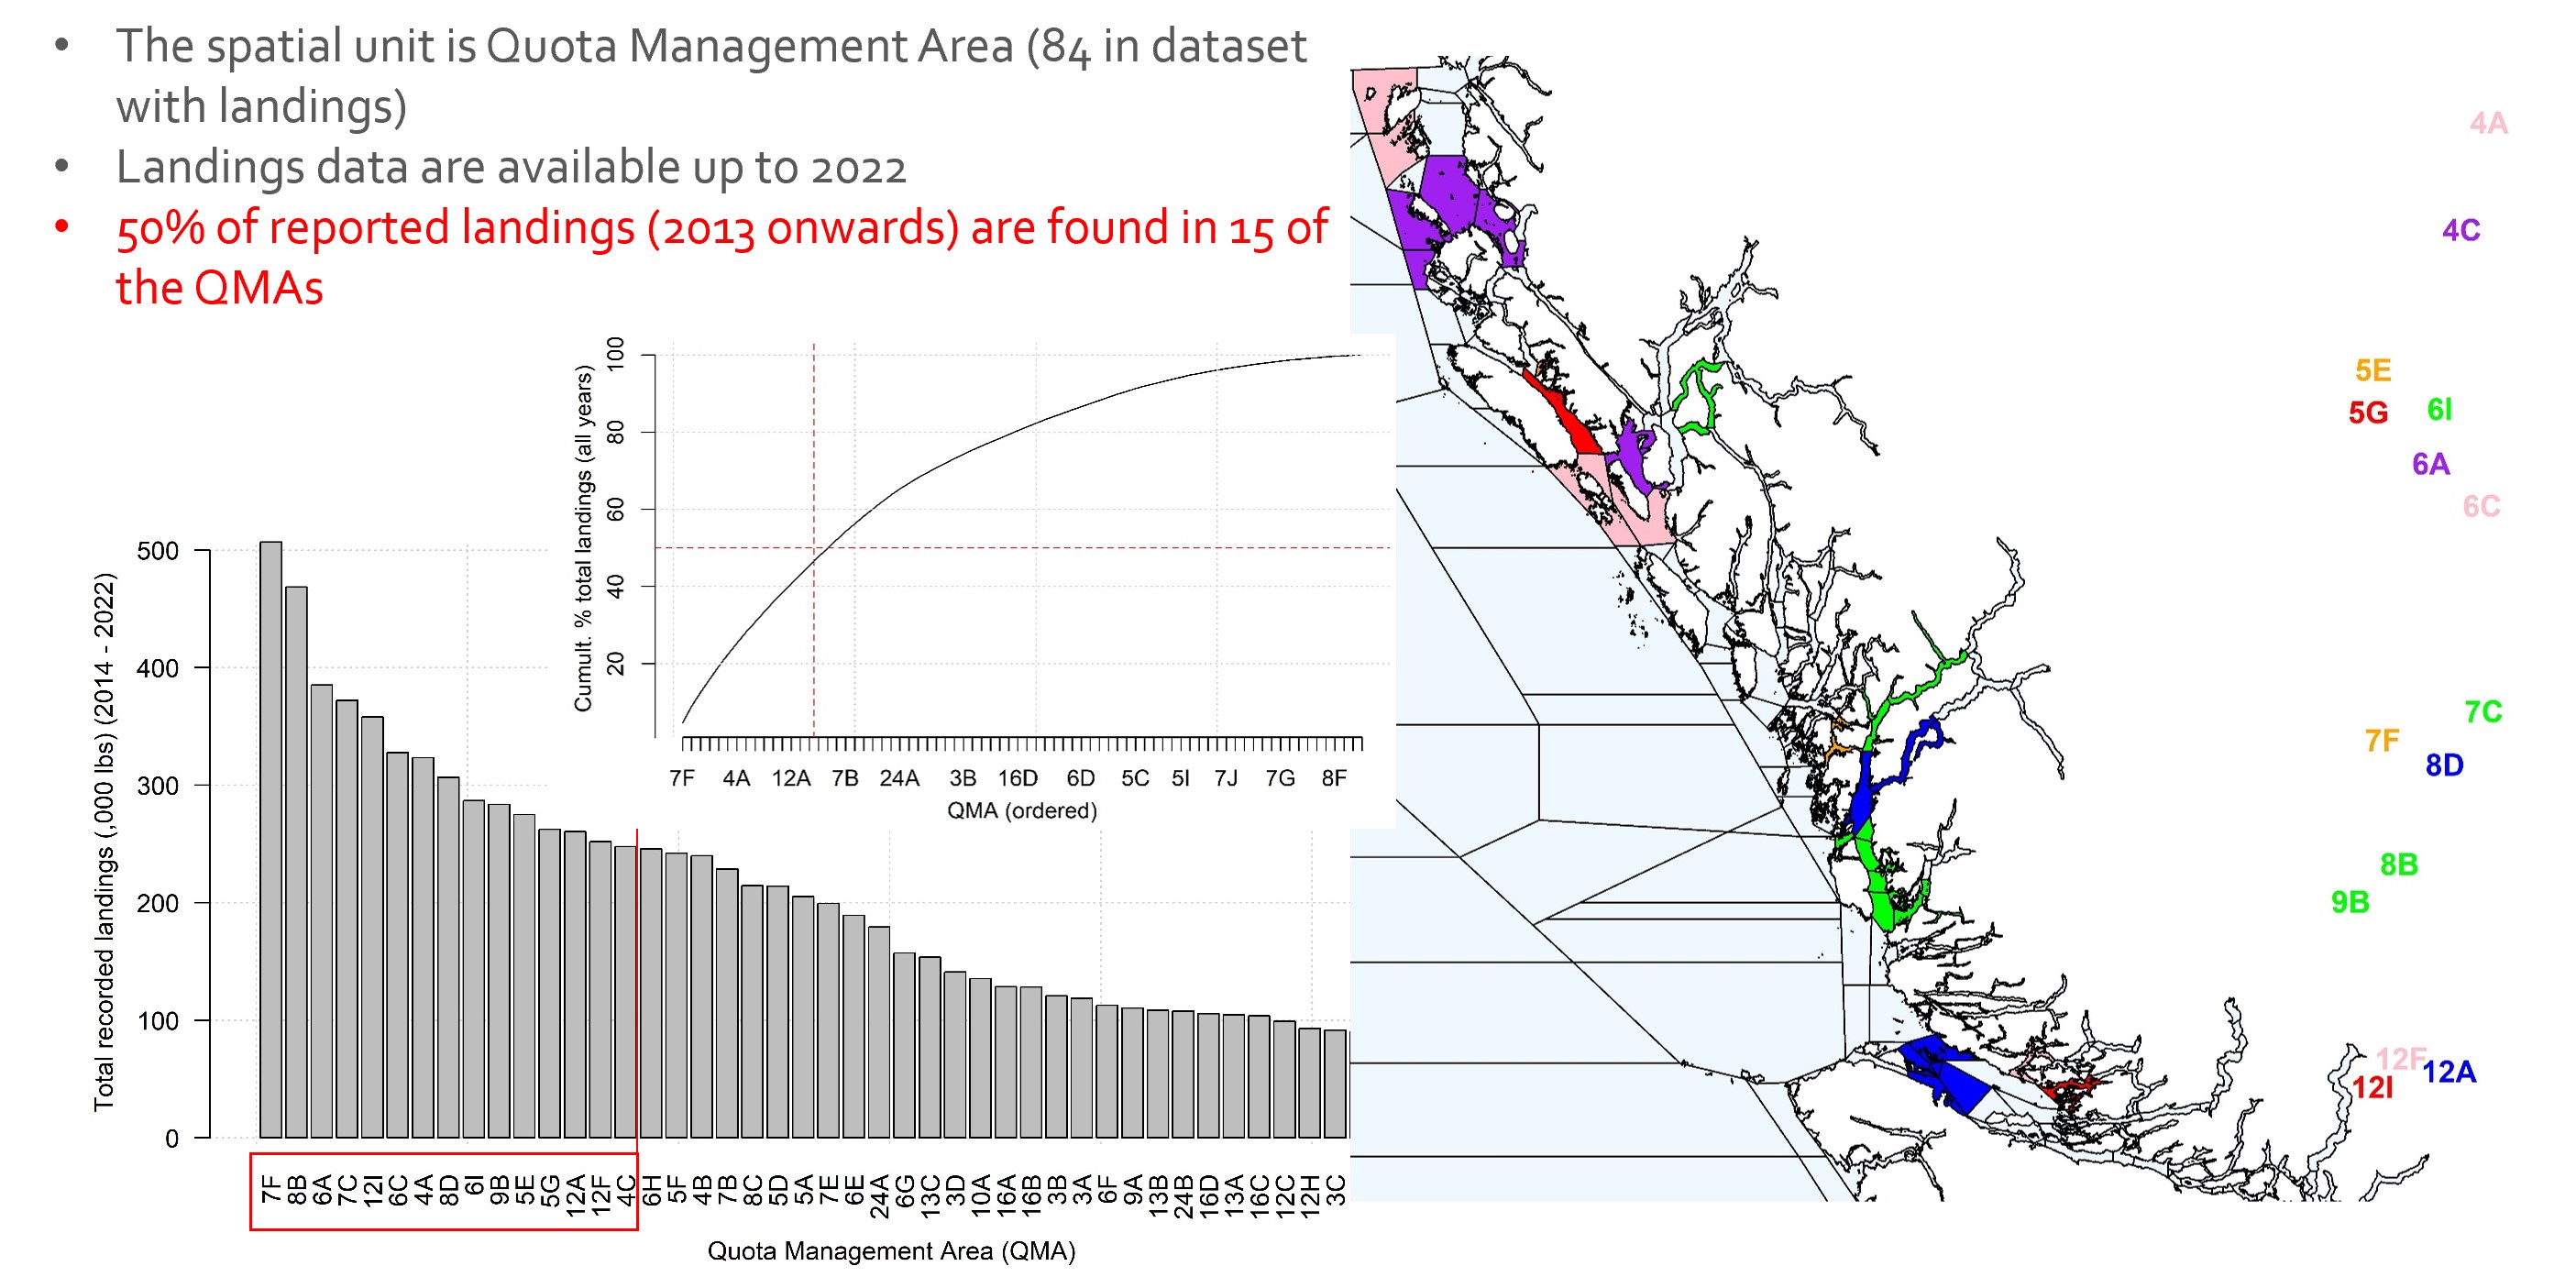 • The spatial unit is Quota Management Area (84 in dataset
with landings)
• Landings data are available up to 2022
• 50% of reported landings (2013 onwards) are found in 15 of
the QMAs
Cumult. % total landings (all years)
100
80
60
40
20
7F 4A 12A 7B 24A 3B 16D 6D 5C 5I 7J 7G 8F
QMA (ordered)
Total recorded landings (,000 lbs) (2014 - 2022)
500
400
300
200
100
0
7F 8B 6A 7C 12I 6C 4A 8D 6I 9B 5E 5G 12A 12F 4C 6H 5F 4B 7B 8C 5D 5A 7E 6E 24A 6G 13C 3D 10A 16A 16B 3B 3A 6F 9A 13B 24B 16D 13A 16C 12C 12H 3C
Quota Management Area (QMA)
4A
4C
5E
5G 6I
6A
6C
7C
7F
8D
8B
9B
12F
12A
12I